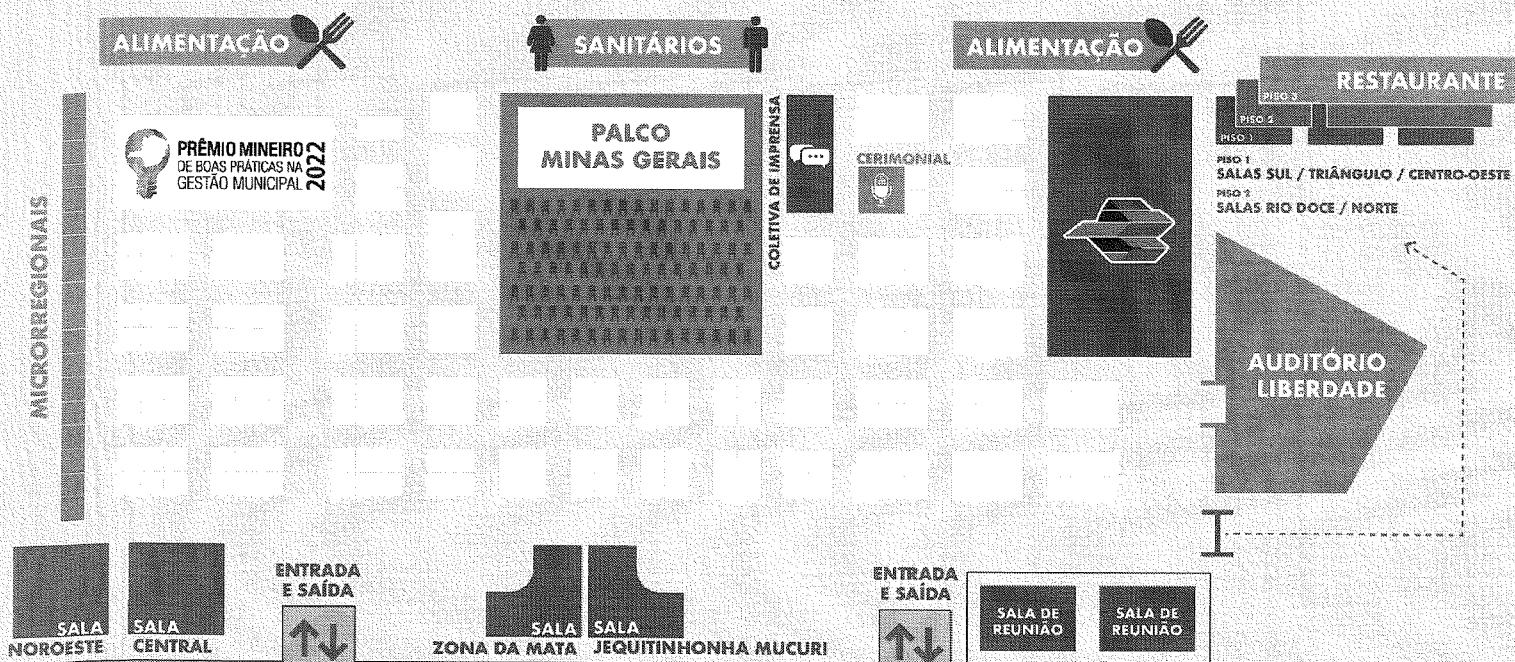 ALIMENTAÇÃO
SANITÁRIOS
ALIMENTAÇÃO
RESTAURANTE
PISO 3
PISO 2
PISO 1
PRÊMIO MINEIRO
DE BOAS PRÁTICAS NA
GESTÃO MUNICIPAL
2022
PALCO
MINAS GERAIS
COLETIVA DE IMPRENSA
CERIMONIAL
PISO 1
SALAS SUL / TRIÂNGULO / CENTRO-OESTE
PISO 2
SALAS RIO DOCE / NORTE
MICRORREGIONAIS
AUDITÓRIO
LIBERDADE
SALA
NOROESTE
SALA
CENTRAL
ENTRADA
E SAÍDA
SALA
ZONA DA MATA
SALA
JEQUITINHONHA MUCURI
ENTRADA
E SAÍDA
SALA DE
REUNIÃO
SALA DE
REUNIÃO